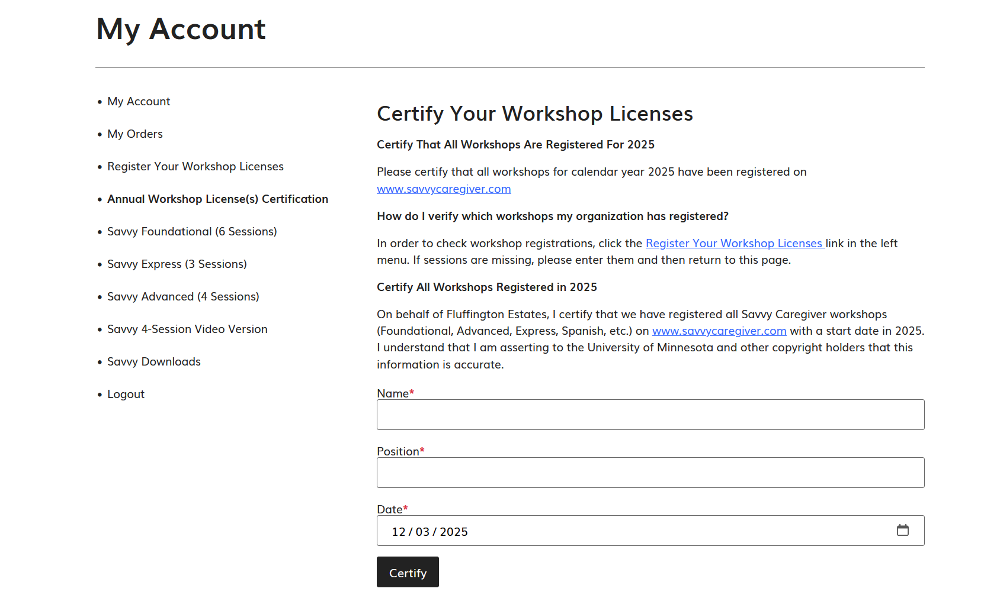 My Account
• My Account
• My Orders
• Register Your Workshop Licenses
• Annual Workshop License(s) Certification
• Savvy Foundational (6 Sessions)
• Savvy Express (3 Sessions)
• Savvy Advanced (4 Sessions)
• Savvy 4-Session Video Version
• Savvy Downloads
• Logout
Certify Your Workshop Licenses
Certify That All Workshops Are Registered For 2025
Please certify that all workshops for calendar year 2025 have been registered on
www.savvycaregiver.com
How do I verify which workshops my organization has registered?
In order to check workshop registrations, click the Register Your Workshop Licenses link in the left
menu. If sessions are missing, please enter them and then return to this page.
Certify All Workshops Registered in 2025
On behalf of Fluffington Estates, I certify that we have registered all Savvy Caregiver workshops
(Foundational, Advanced, Express, Spanish, etc.) on www.savvycaregiver.com with a start date in 2025.
I understand that I am asserting to the University of Minnesota and other copyright holders that this
information is accurate.
Name*
Position*
Date*
12 / 03 / 2025
Certify